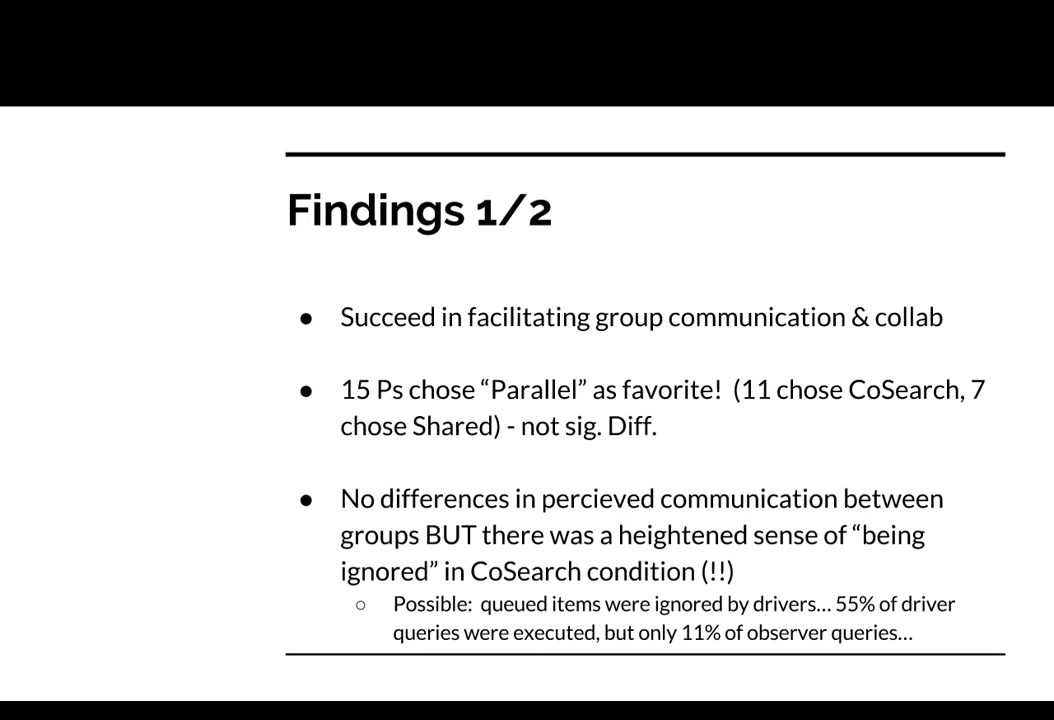 Findings 1/2
● Succeed in facilitating group communication & collab
● 15 Ps chose “Parallel” as favorite!  (11 chose CoSearch, 7
chose Shared) - not sig. Diff.
● No differences in percieved communication between
groups BUT there was a heightened sense of “being
ignored” in CoSearch condition (!!)
○ Possible:  queued items were ignored by drivers… 55% of driver
queries were executed, but only 11% of observer queries…